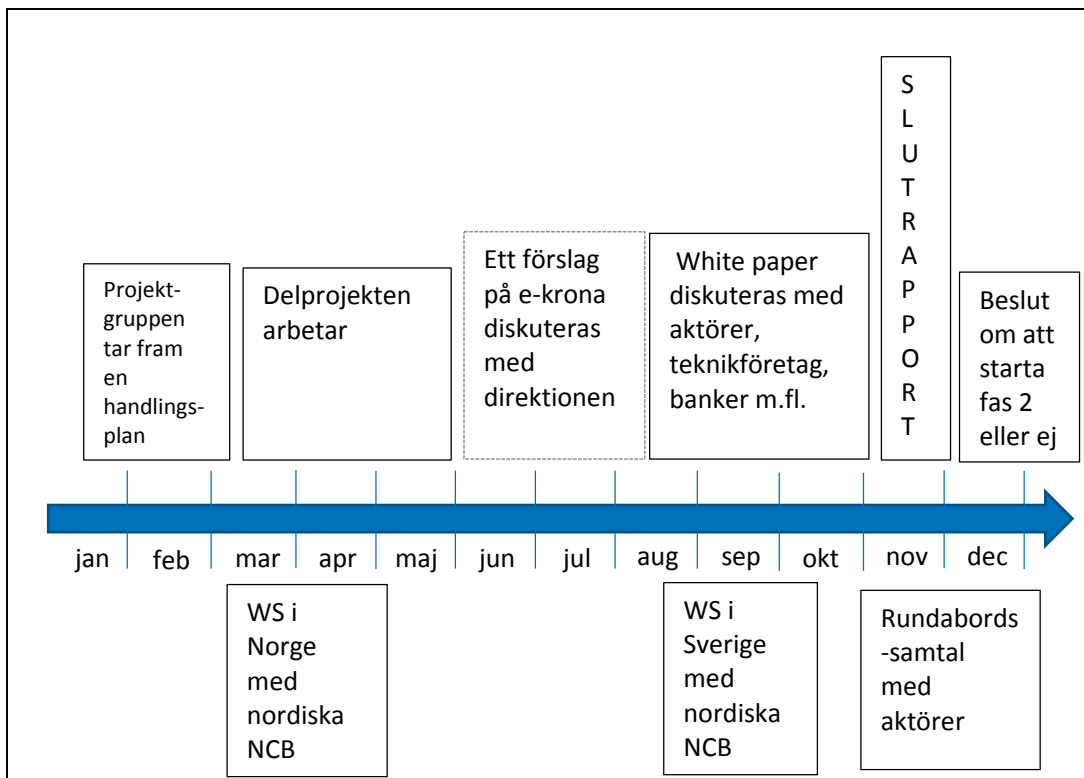 Projekt-
gruppen
tar fram
en
handlings-
plan
Delprojekten
arbetar
Ett förslag
på e-krona
diskuteras
med
direktionen
White paper
diskuteras med
aktörer,
teknikföretag,
banker m.fl.
S
L
U
T
R
A
P
P
O
R
T
Beslut
om att
starta
fas 2
eller ej
jan feb mar apr maj jun jul aug sep okt nov dec
WS i
Norge
med
nordiska
NCB
WS i
Sverige
med
nordiska
NCB
Rundabords
-samtal
med
aktörer